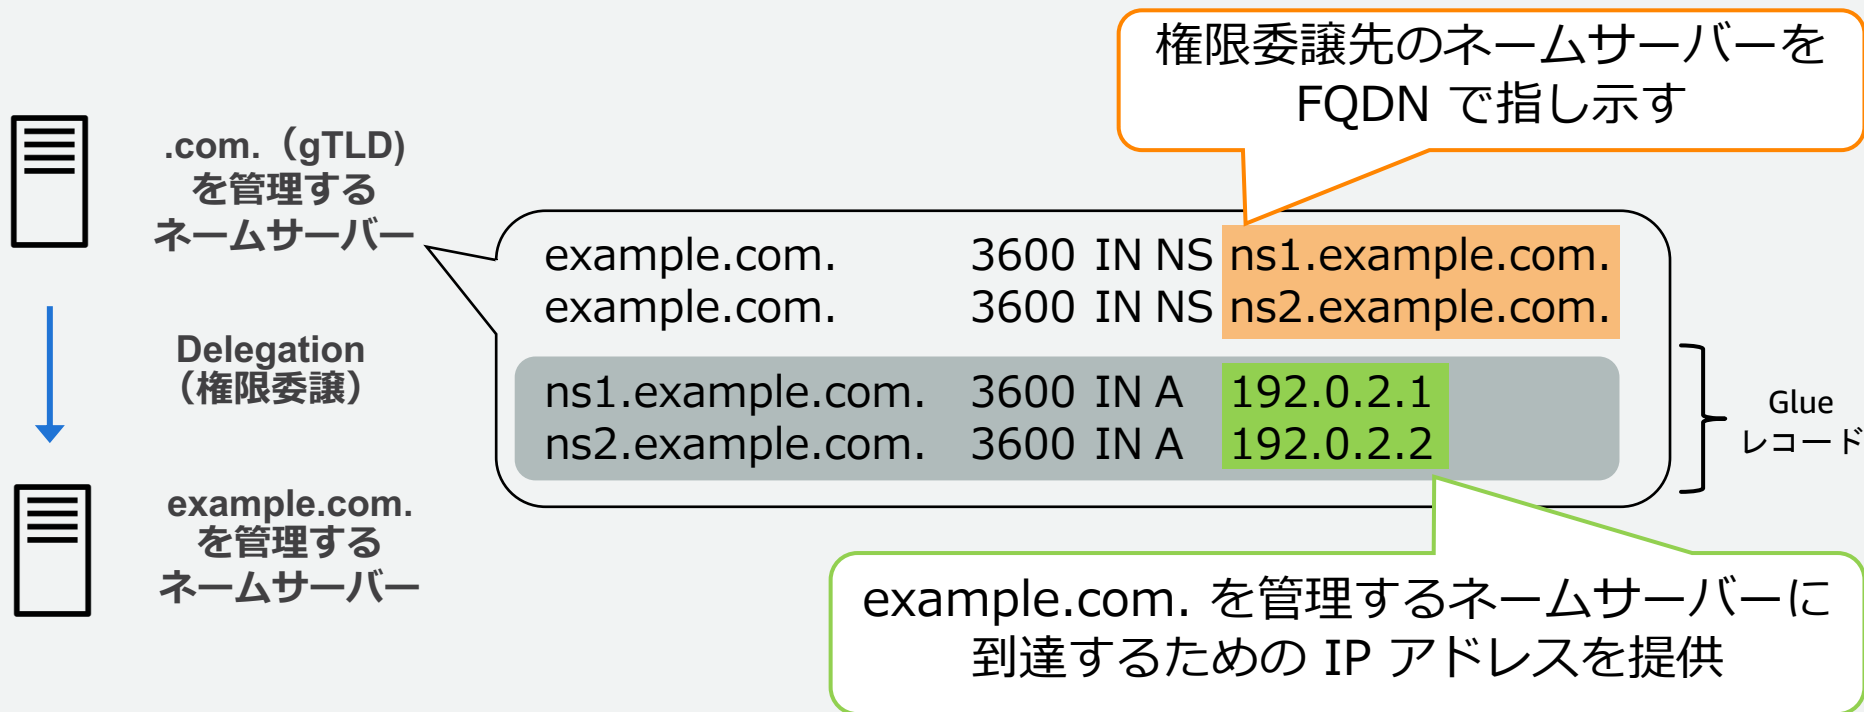 権限委譲先のネームサーバーを
FQDN で指し示す
.com.（gTLD)
を管理する
ネームサーバー
example.com. 3600 IN NS ns1.example.com.
example.com. 3600 IN NS ns2.example.com.
Delegation
（権限委譲）
ns1.example.com. 3600 IN A 192.0.2.1
ns2.example.com. 3600 IN A 192.0.2.2
Glue
レコード
example.com.
を管理する
ネームサーバー
example.com. を管理するネームサーバーに
到達するための IP アドレスを提供